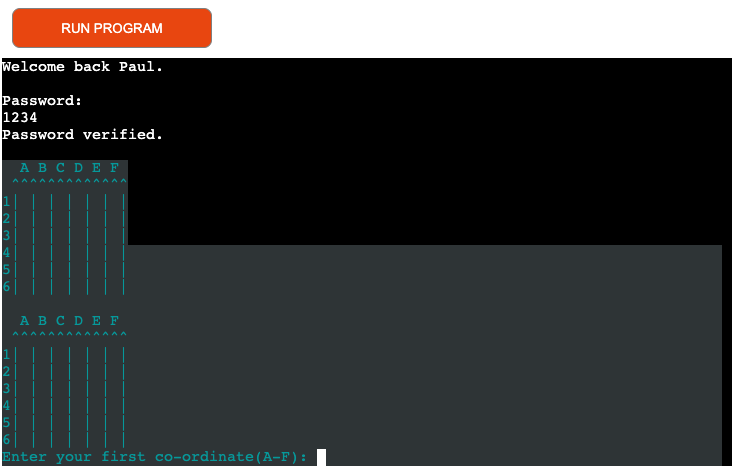 RUN PROGRAM
Welcome back Paul.
Password:
1234
Password verified.
  A B C D E F
 ^^^^^^^^^^^^^
1| | | | | | |
2| | | | | | |
3| | | | | | |
4| | | | | | |
5| | | | | | |
6| | | | | | |
  A B C D E F
 ^^^^^^^^^^^^^
1| | | | | | |
2| | | | | | |
3| | | | | | |
4| | | | | | |
5| | | | | | |
6| | | | | | |
Enter your first co-ordinate(A-F):